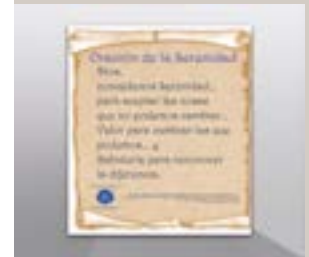 Oración de la Serenidad
Dios,
concédenos Serenidad...
para aceptar las cosas
que no podemos cambiar...
Valor para cambiar las que
podemos... y
Sabiduría para reconocer
la diferencia.